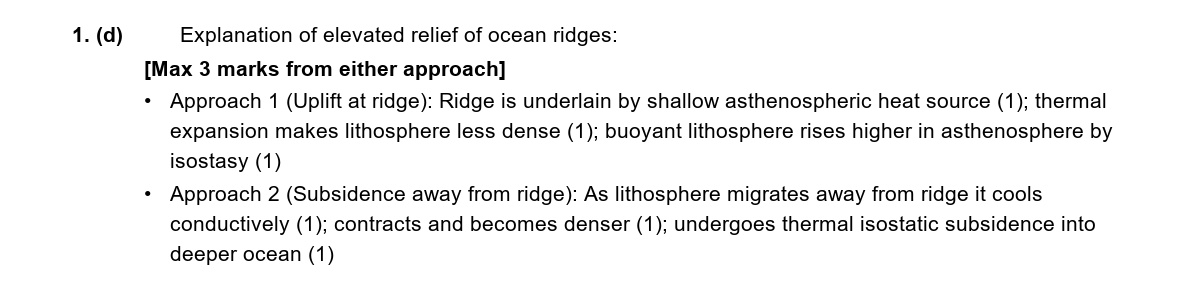 1. (d) Explanation of elevated relief of ocean ridges:
[Max 3 marks from either approach]
• Approach 1 (Uplift at ridge): Ridge is underlain by shallow asthenospheric heat source (1); thermal
expansion makes lithosphere less dense (1); buoyant lithosphere rises higher in asthenosphere by
isostasy (1)
• Approach 2 (Subsidence away from ridge): As lithosphere migrates away from ridge it cools
conductively (1); contracts and becomes denser (1); undergoes thermal isostatic subsidence into
deeper ocean (1)